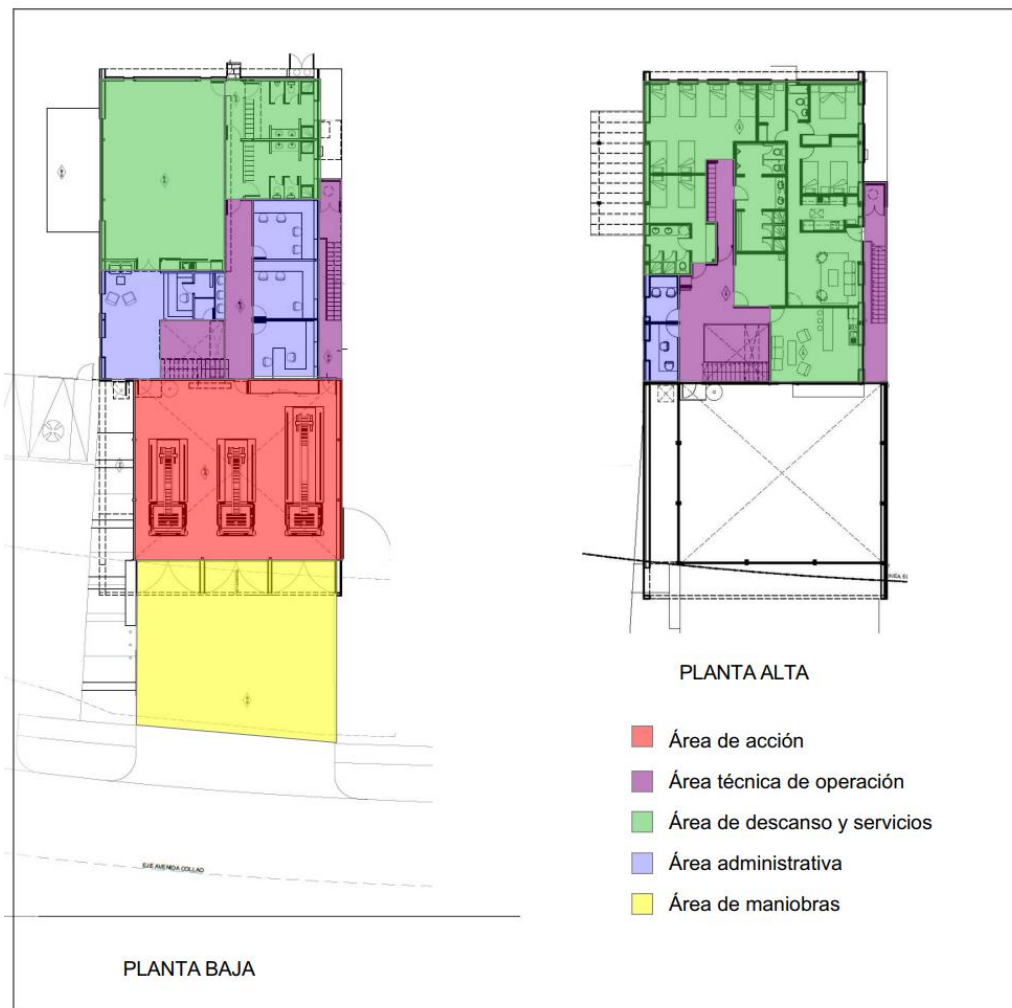 PLANTA ALTA
Área de acción
Área técnica de operación
Área de descanso y servicios
Área administrativa
Área de maniobras
EJE AVENIDA COLLAO
PLANTA BAJA